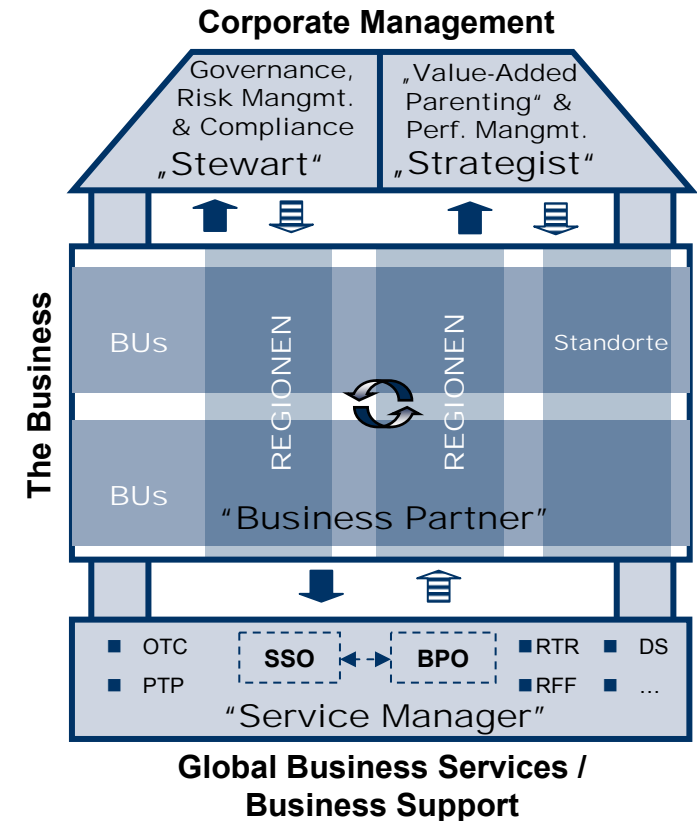 Corporate Management
Governance,
Risk Mangmt.
& Compliance
„Stewart“
„Value-Added
Parenting“ &
Perf. Mangmt.
„Strategist“
The Business
BUs
REGIONEN
REGIONEN
Standorte
BUs
"Business Partner"
OTC
PTP
SSO
BPO
RTR
RFF
DS
...
"Service Manager"
Global Business Services /
Business Support